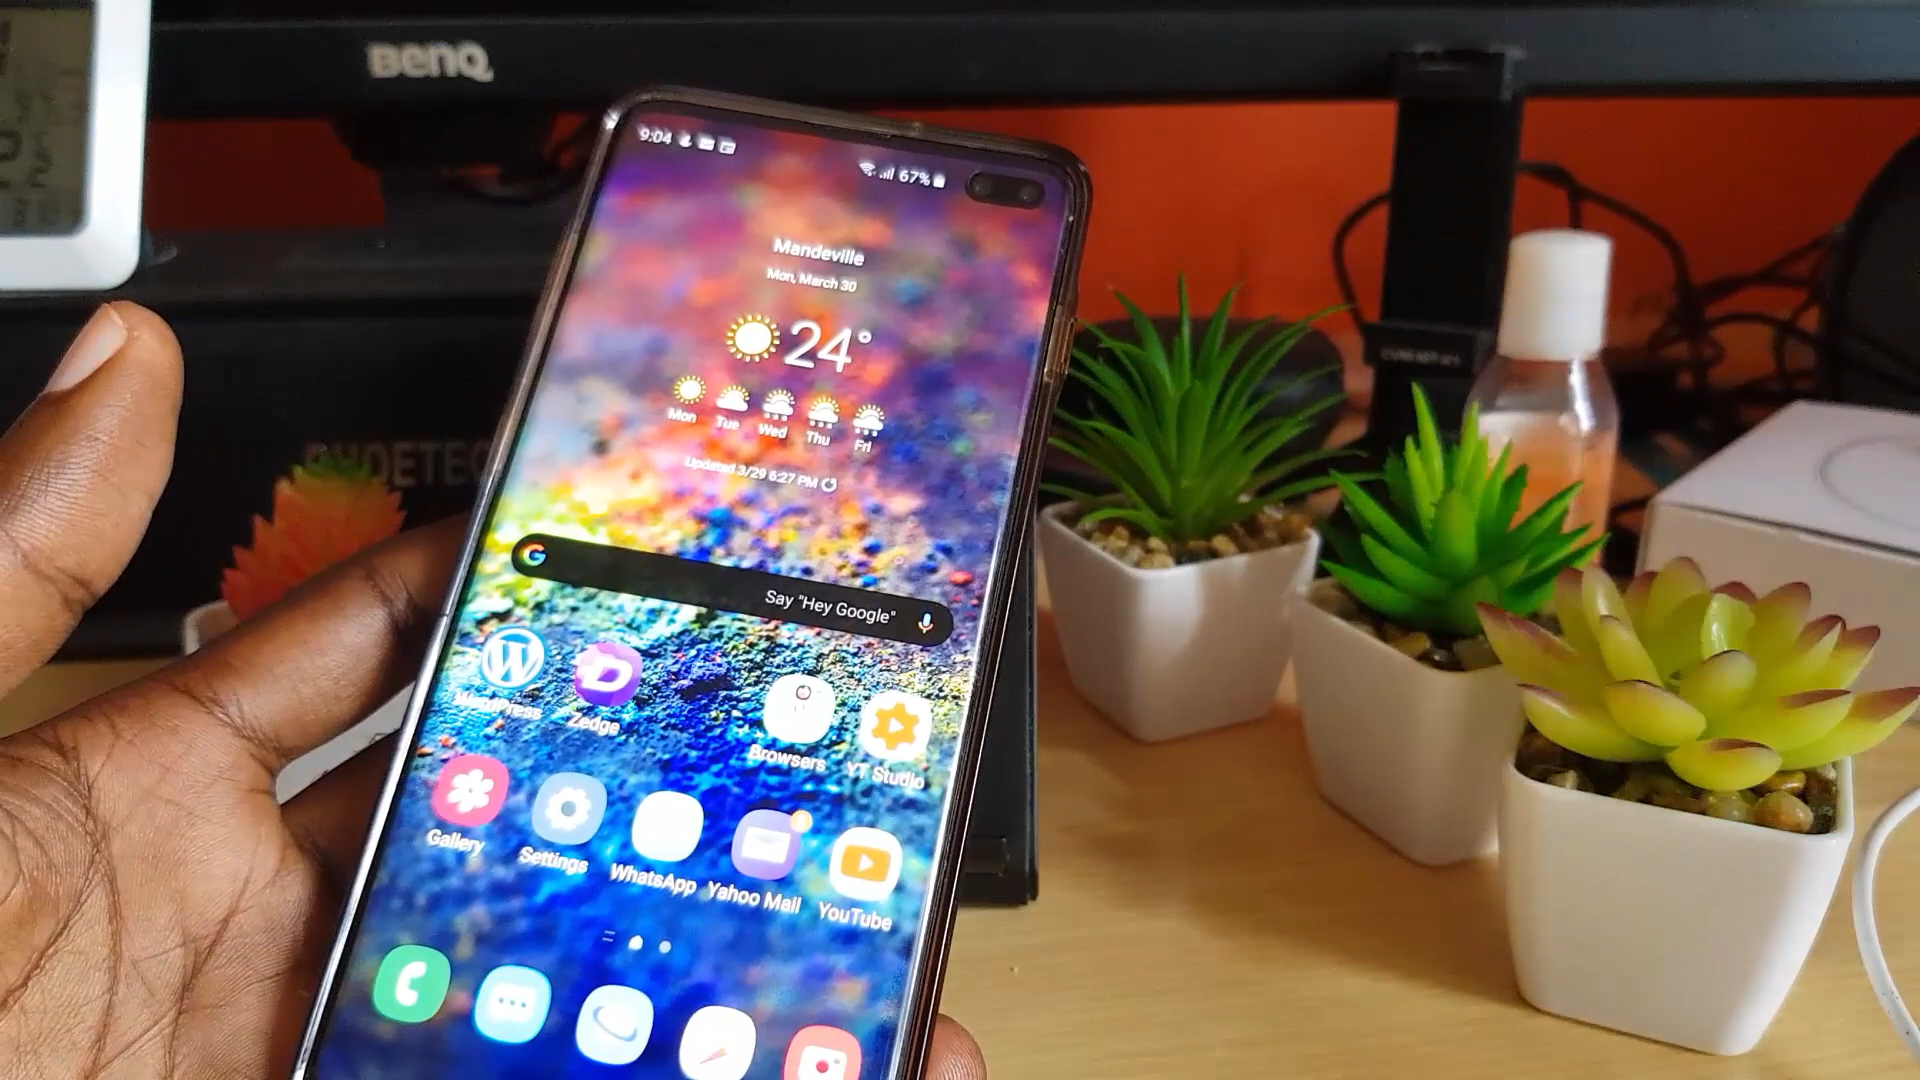 BenQ
9:04
67%
Mandeville
Mon, March 30
24°
Mon Tue Wed Thu Fri
Updated 3/29 6:27 PM
Say "Hey Google"
WordPress Zedge Browsers YT Studio
Gallery Settings WhatsApp Yahoo Mail YouTube